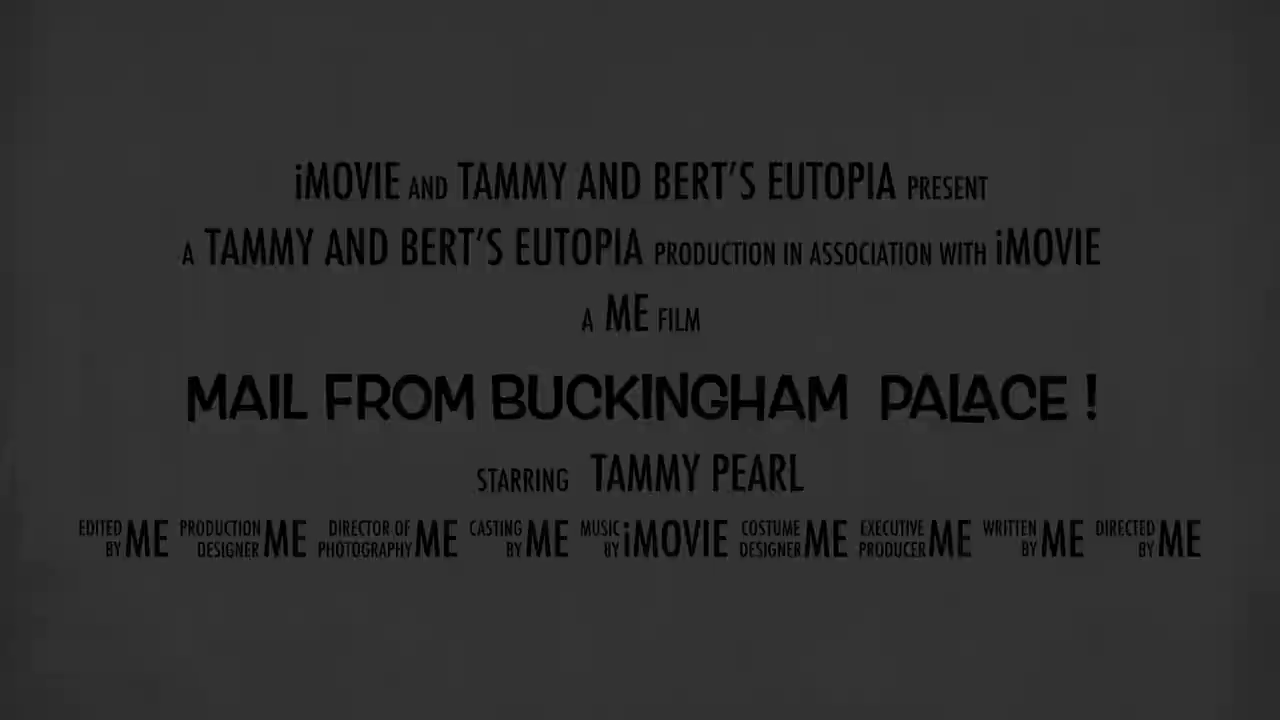 iMOVIE AND TAMMY AND BERT'S EUTOPIA PRESENT
A TAMMY AND BERT'S EUTOPIA PRODUCTION IN ASSOCIATION WITH iMOVIE
A ME FILM
MAIL FROM BUCKINGHAM PALACE !
STARRING TAMMY PEARL
EDITED BY ME PRODUCTION DESIGNER ME DIRECTOR OF PHOTOGRAPHY ME CASTING BY ME MUSIC BY iMOVIE COSTUME DESIGNER ME EXECUTIVE PRODUCER ME WRITTEN BY ME DIRECTED BY ME